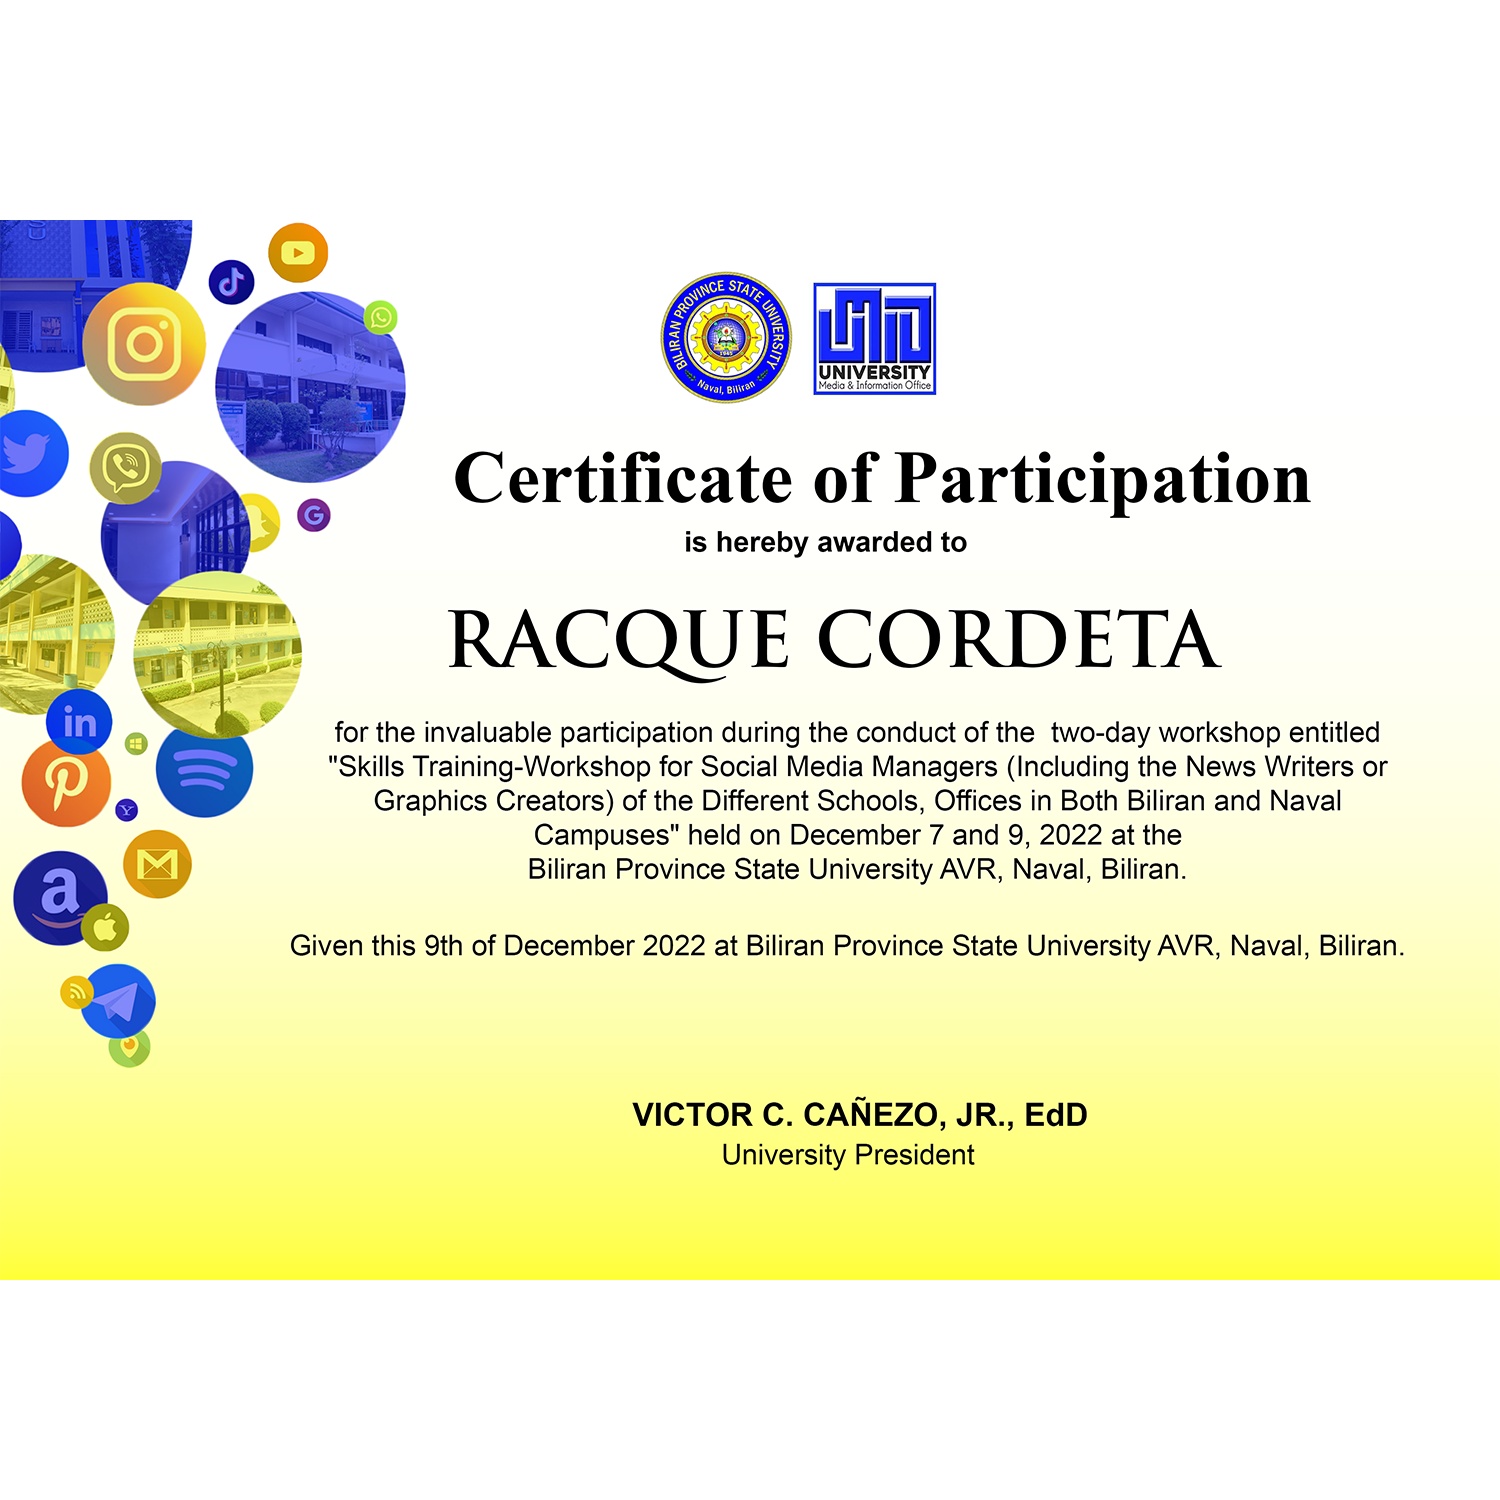 BILIRAN PROVINCE STATE UNIVERSITY
1945
Naval, Biliran
UMIO
UNIVERSITY
Media & Information Office
Certificate of Participation
is hereby awarded to
RACQUE CORDETA
for the invaluable participation during the conduct of the  two-day workshop entitled
"Skills Training-Workshop for Social Media Managers (Including the News Writers or
Graphics Creators) of the Different Schools, Offices in Both Biliran and Naval
Campuses" held on December 7 and 9, 2022 at the
Biliran Province State University AVR, Naval, Biliran.
Given this 9th of December 2022 at Biliran Province State University AVR, Naval, Biliran.
VICTOR C. CAÑEZO, JR., EdD
University President
in
a
G
Y